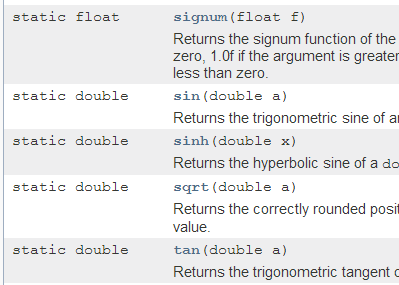 static float signum(float f)
Returns the signum function of the
zero, 1.0f if the argument is greater
less than zero.
static double sin(double a)
Returns the trigonometric sine of
static double sinh(double x)
Returns the hyperbolic sine of a
static double sqrt(double a)
Returns the correctly rounded
value.
static double tan(double a)
Returns the trigonometric tangent